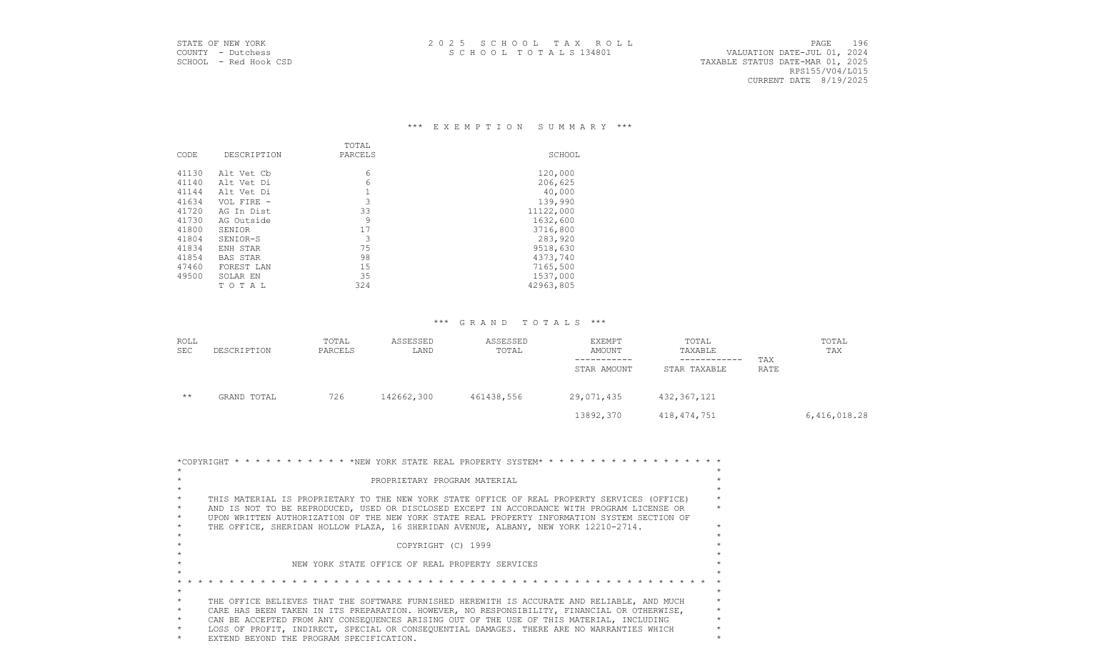 STATE OF NEW YORK 2 0 2 5 S C H O O L T A X R O L L PAGE 196
COUNTY - Dutchess S C H O O L T O T A L S 134801 VALUATION DATE-JUL 01, 2024
SCHOOL - Red Hook CSD TAXABLE STATUS DATE-MAR 01, 2025
RPS155/V04/L015
CURRENT DATE 8/19/2025
*** E X E M P T I O N S U M M A R Y ***
TOTAL
CODE DESCRIPTION PARCELS SCHOOL
41130 Alt Vet Cb 6 120,000
41140 Alt Vet Di 6 206,625
41144 Alt Vet Di 1 40,000
41634 VOL FIRE - 3 139,990
41720 AG In Dist 33 11122,000
41730 AG Outside 9 1632,600
41800 SENIOR 17 3716,800
41804 SENIOR-S 3 283,920
41834 ENH STAR 75 9518,630
41854 BAS STAR 98 4373,740
47460 FOREST LAN 15 7165,500
49500 SOLAR EN 35 1537,000
T O T A L 324 42963,805
*** G R A N D T O T A L S ***
ROLL TOTAL ASSESSED ASSESSED EXEMPT TOTAL TOTAL
SEC DESCRIPTION PARCELS LAND TOTAL AMOUNT TAXABLE TAX
----------- ------------ TAX
STAR AMOUNT STAR TAXABLE RATE
** GRAND TOTAL 726 142662,300 461438,556 29,071,435 432,367,121
13892,370 418,474,751 6,416,018.28
*COPYRIGHT * * * * * * * * * * * *NEW YORK STATE REAL PROPERTY SYSTEM* * * * * * * * * * * * * * * * * *
* *
* PROPRIETARY PROGRAM MATERIAL *
* *
* THIS MATERIAL IS PROPRIETARY TO THE NEW YORK STATE OFFICE OF REAL PROPERTY SERVICES (OFFICE) *
* AND IS NOT TO BE REPRODUCED, USED OR DISCLOSED EXCEPT IN ACCORDANCE WITH PROGRAM LICENSE OR *
* UPON WRITTEN AUTHORIZATION OF THE NEW YORK STATE REAL PROPERTY INFORMATION SYSTEM SECTION OF
* THE OFFICE, SHERIDAN HOLLOW PLAZA, 16 SHERIDAN AVENUE, ALBANY, NEW YORK 12210-2714. *
* *
* COPYRIGHT (C) 1999 *
* *
* NEW YORK STATE OFFICE OF REAL PROPERTY SERVICES *
* *
* * * * * * * * * * * * * * * * * * * * * * * * * * * * * * * * * * * * * * * * * * * * * * * * * * * *
* *
* THE OFFICE BELIEVES THAT THE SOFTWARE FURNISHED HEREWITH IS ACCURATE AND RELIABLE, AND MUCH *
* CARE HAS BEEN TAKEN IN ITS PREPARATION. HOWEVER, NO RESPONSIBILITY, FINANCIAL OR OTHERWISE, *
* CAN BE ACCEPTED FROM ANY CONSEQUENCES ARISING OUT OF THE USE OF THIS MATERIAL, INCLUDING *
* LOSS OF PROFIT, INDIRECT, SPECIAL OR CONSEQUENTIAL DAMAGES. THERE ARE NO WARRANTIES WHICH *
* EXTEND BEYOND THE PROGRAM SPECIFICATION. *